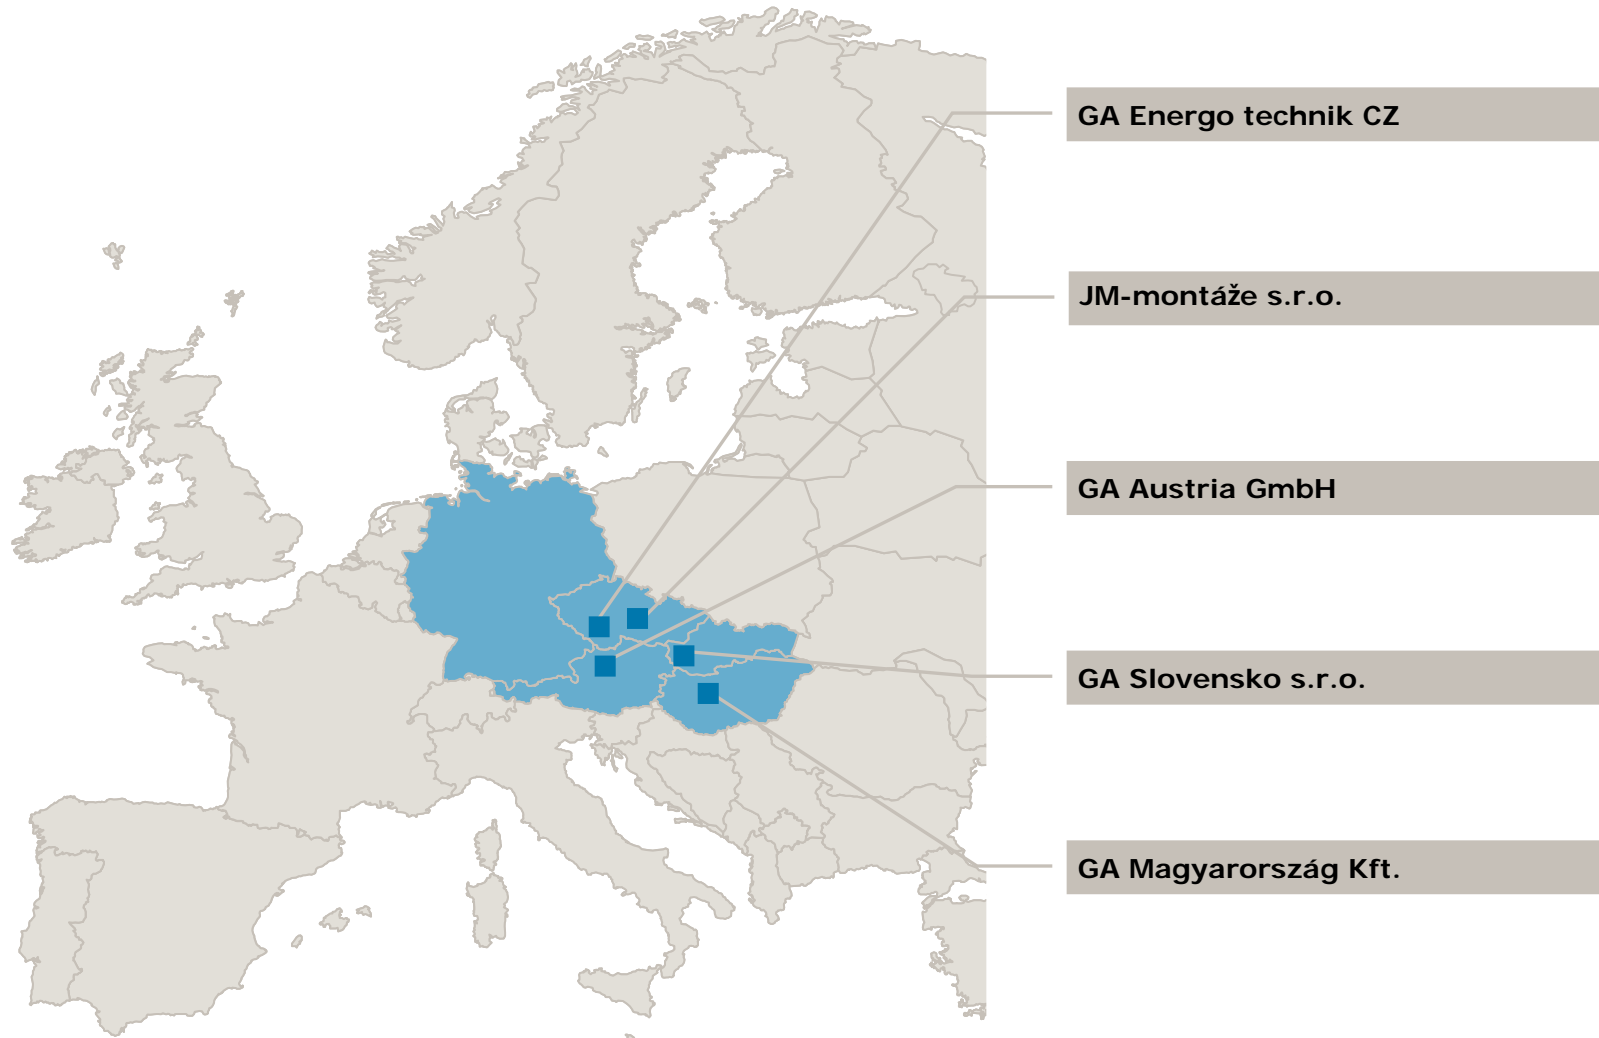 GA Energo technik CZ
JM-montáže s.r.o.
GA Austria GmbH
GA Slovensko s.r.o.
GA Magyarország Kft.